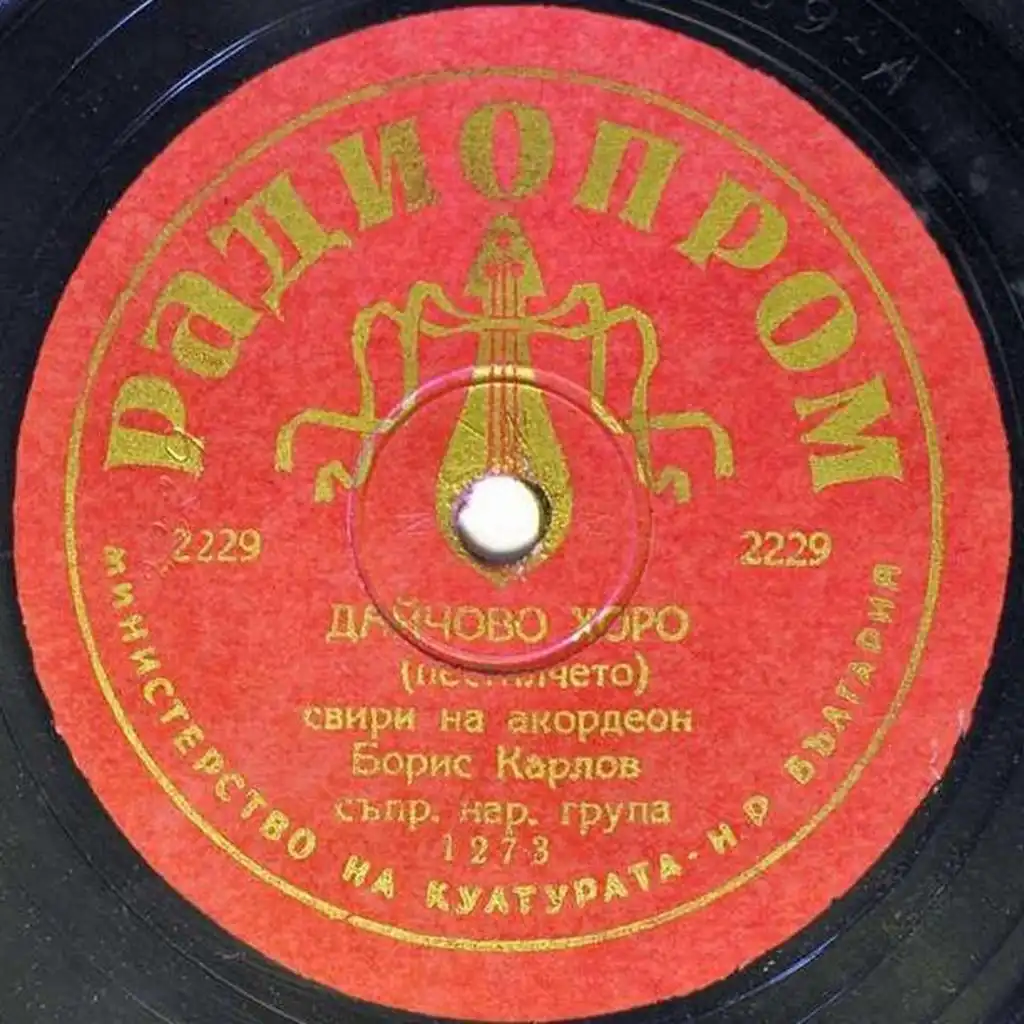 РАДИОПРОМ
2229 2229
ДАЙЧОВО ХОРО
свири на акордеон
Борис Карлов
съпр. нар. група
1273
МИНИСТЕРСТВО НА КУЛТУРАТА - Н.Р. БЪЛГАРИЯ